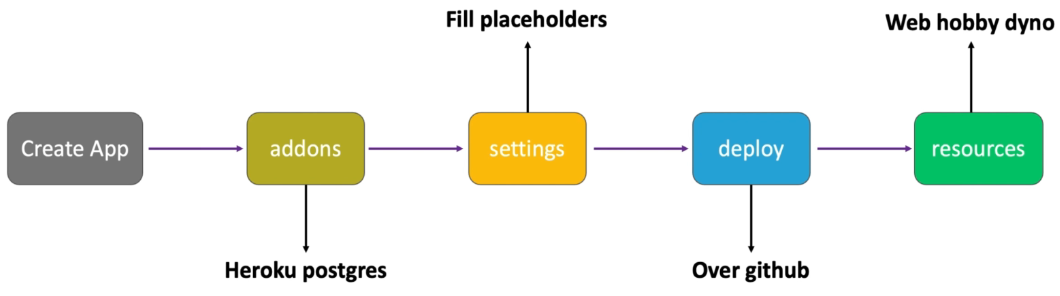 Fill placeholders
Web hobby dyno
Create App
addons
settings
deploy
resources
Heroku postgres
Over github